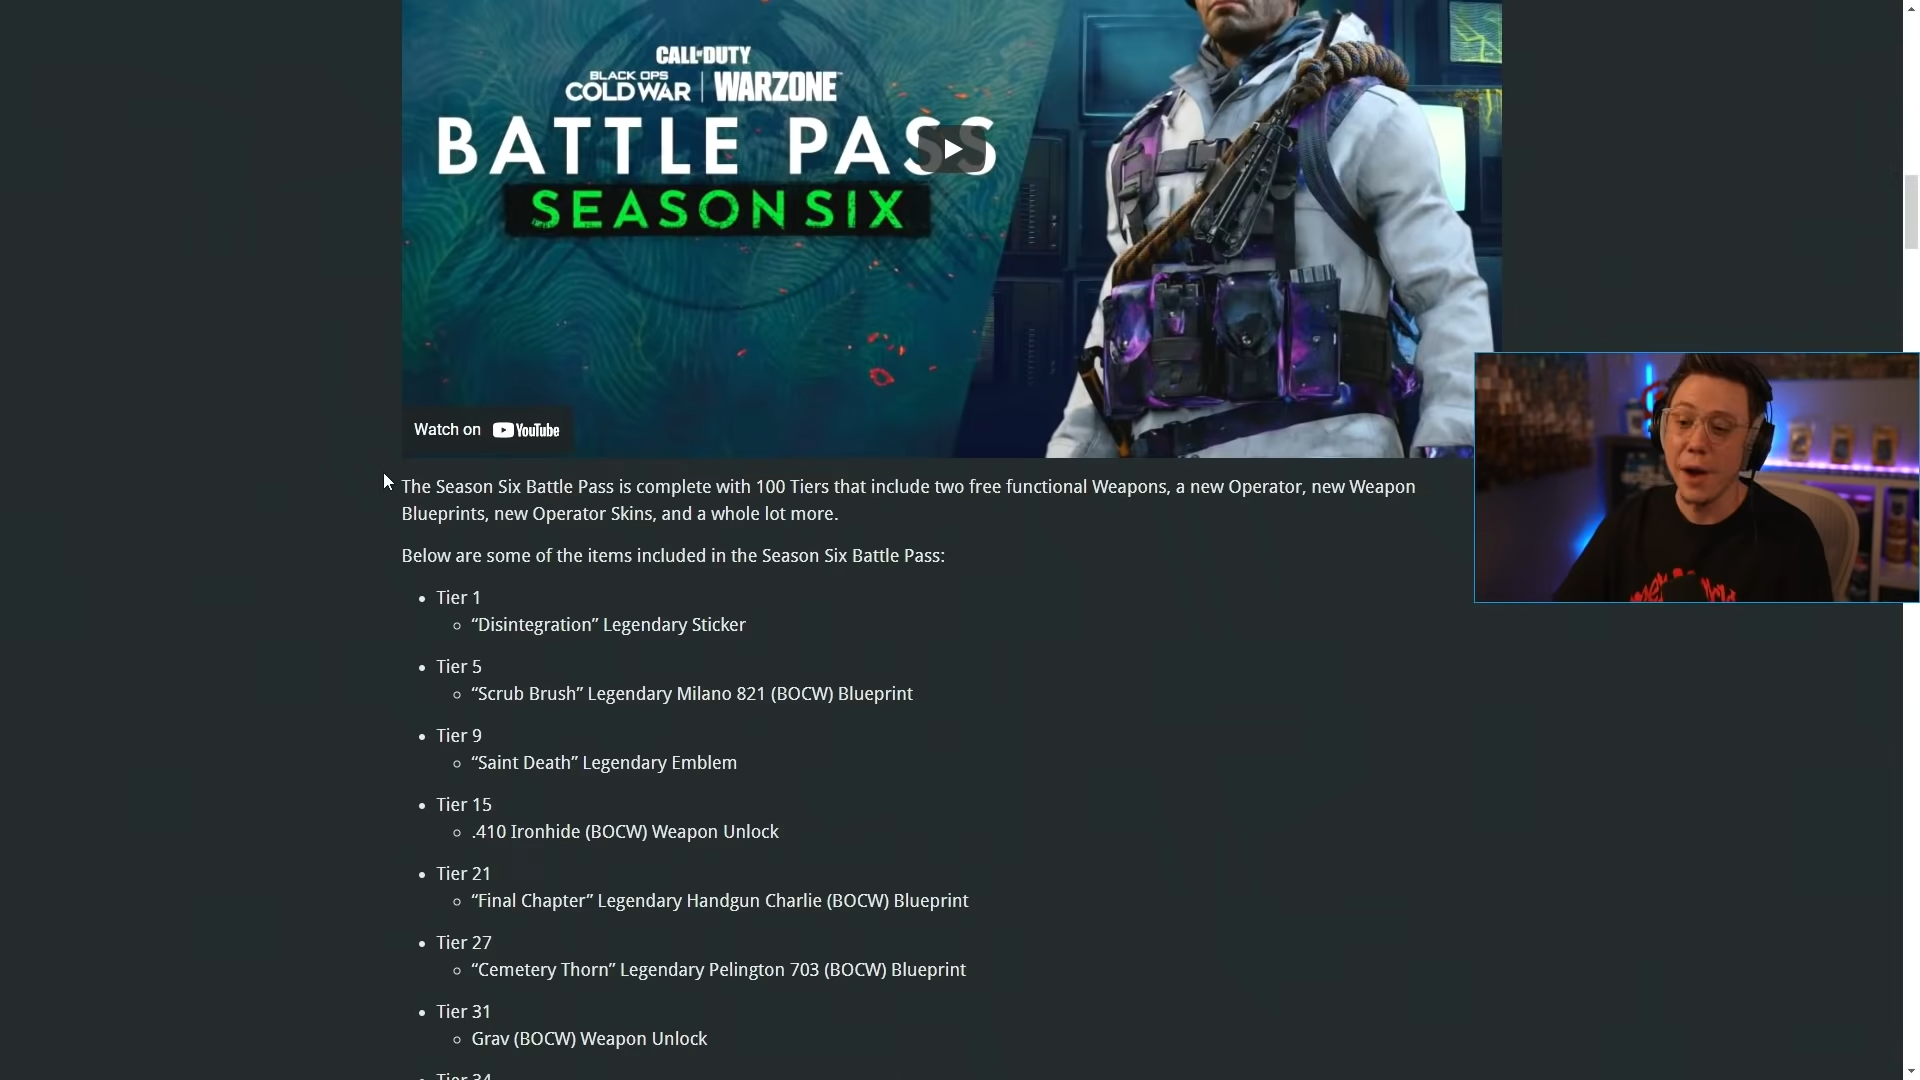 CALL OF DUTY
BLACK OPS
COLD WAR | WARZONE
BATTLE PASS
SEASON SIX
Watch on YouTube
The Season Six Battle Pass is complete with 100 Tiers that include two free functional Weapons, a new Operator, new Weapon
Blueprints, new Operator Skins, and a whole lot more.
Below are some of the items included in the Season Six Battle Pass:
• Tier 1
◦ “Disintegration” Legendary Sticker
• Tier 5
◦ “Scrub Brush” Legendary Milano 821 (BOCW) Blueprint
• Tier 9
◦ “Saint Death” Legendary Emblem
• Tier 15
◦ .410 Ironhide (BOCW) Weapon Unlock
• Tier 21
◦ “Final Chapter” Legendary Handgun Charlie (BOCW) Blueprint
• Tier 27
◦ “Cemetery Thorn” Legendary Pelington 703 (BOCW) Blueprint
• Tier 31
◦ Grav (BOCW) Weapon Unlock
• Tier 34